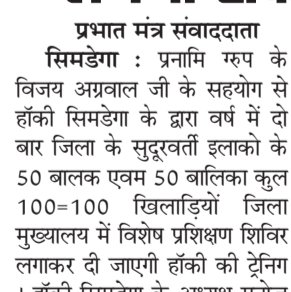 प्रभात मंत्र संवाददाता
सिमडेगा : प्रनामि ग्रुप के
विजय अग्रवाल जी के सहयोग से
हॉकी सिमडेगा के द्वारा वर्ष में दो
बार जिला के सुदूरवर्ती इलाको के
50 बालक एवम 50 बालिका कुल
100=100 खिलाड़ियों जिला
मुख्यालय में विशेष प्रशिक्षण शिविर
लगाकर दी जाएगी हॉकी की ट्रेनिग